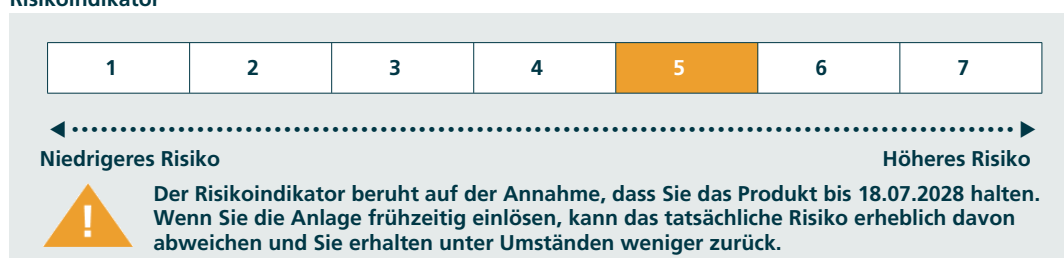 Risikoindikator
1 2 3 4 5 6 7
Niedrigeres Risiko Höheres Risiko
! Der Risikoindikator beruht auf der Annahme, dass Sie das Produkt bis 18.07.2028 halten.
Wenn Sie die Anlage frühzeitig einlösen, kann das tatsächliche Risiko erheblich davon
abweichen und Sie erhalten unter Umständen weniger zurück.